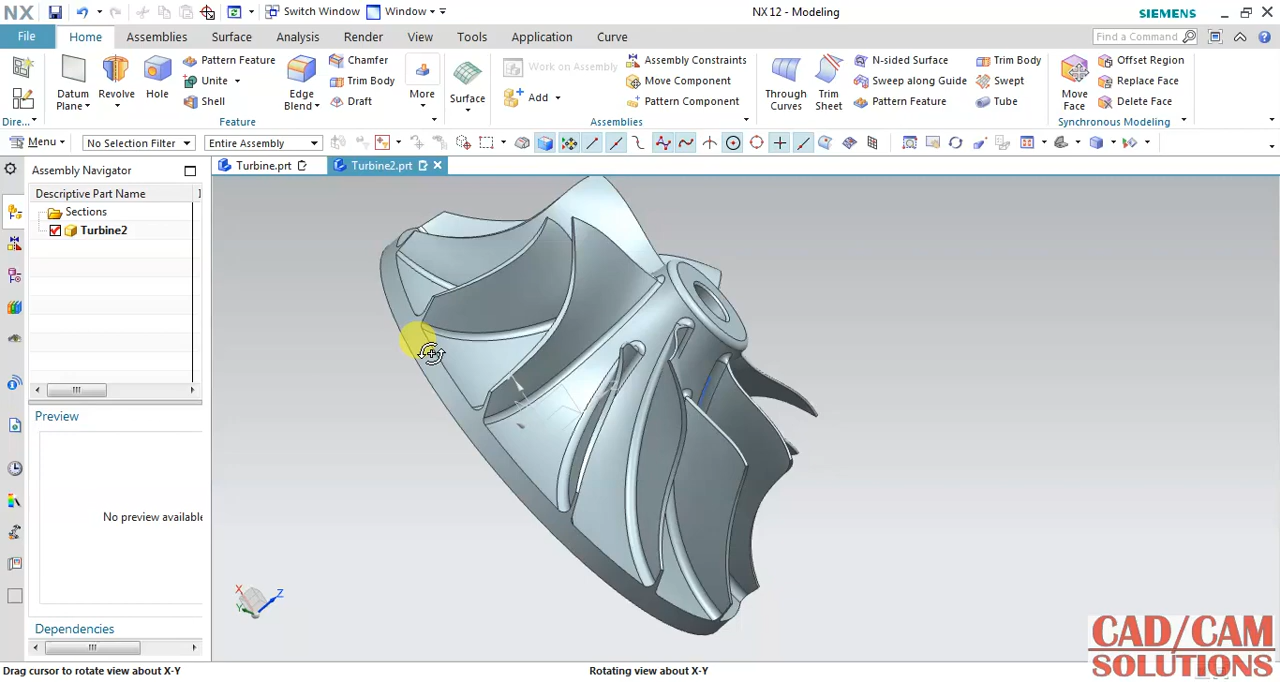 NX Switch Window Window NX 12 - Modeling SIEMENS
File Home Assemblies Surface Analysis Render View Tools Application Curve Find a Command
Datum Plane Revolve Hole Pattern Feature Unite Shell Edge Blend Chamfer Trim Body Draft More Surface Work on Assembly Add Assembly Constraints Move Component Pattern Component Through Curves Trim Sheet N-sided Surface Sweep along Guide Pattern Feature Trim Body Swept Tube Move Face Offset Region Replace Face Delete Face
Dire... Feature Assemblies Synchronous Modeling
Menu No Selection Filter Entire Assembly
Assembly Navigator Turbine.prt Turbine2.prt
Descriptive Part Name
Sections
Turbine2
Preview
No preview available
X
Y
Z
Dependencies
CAD/CAM
SOLUTIONS
Drag cursor to rotate view about X-Y Rotating view about X-Y